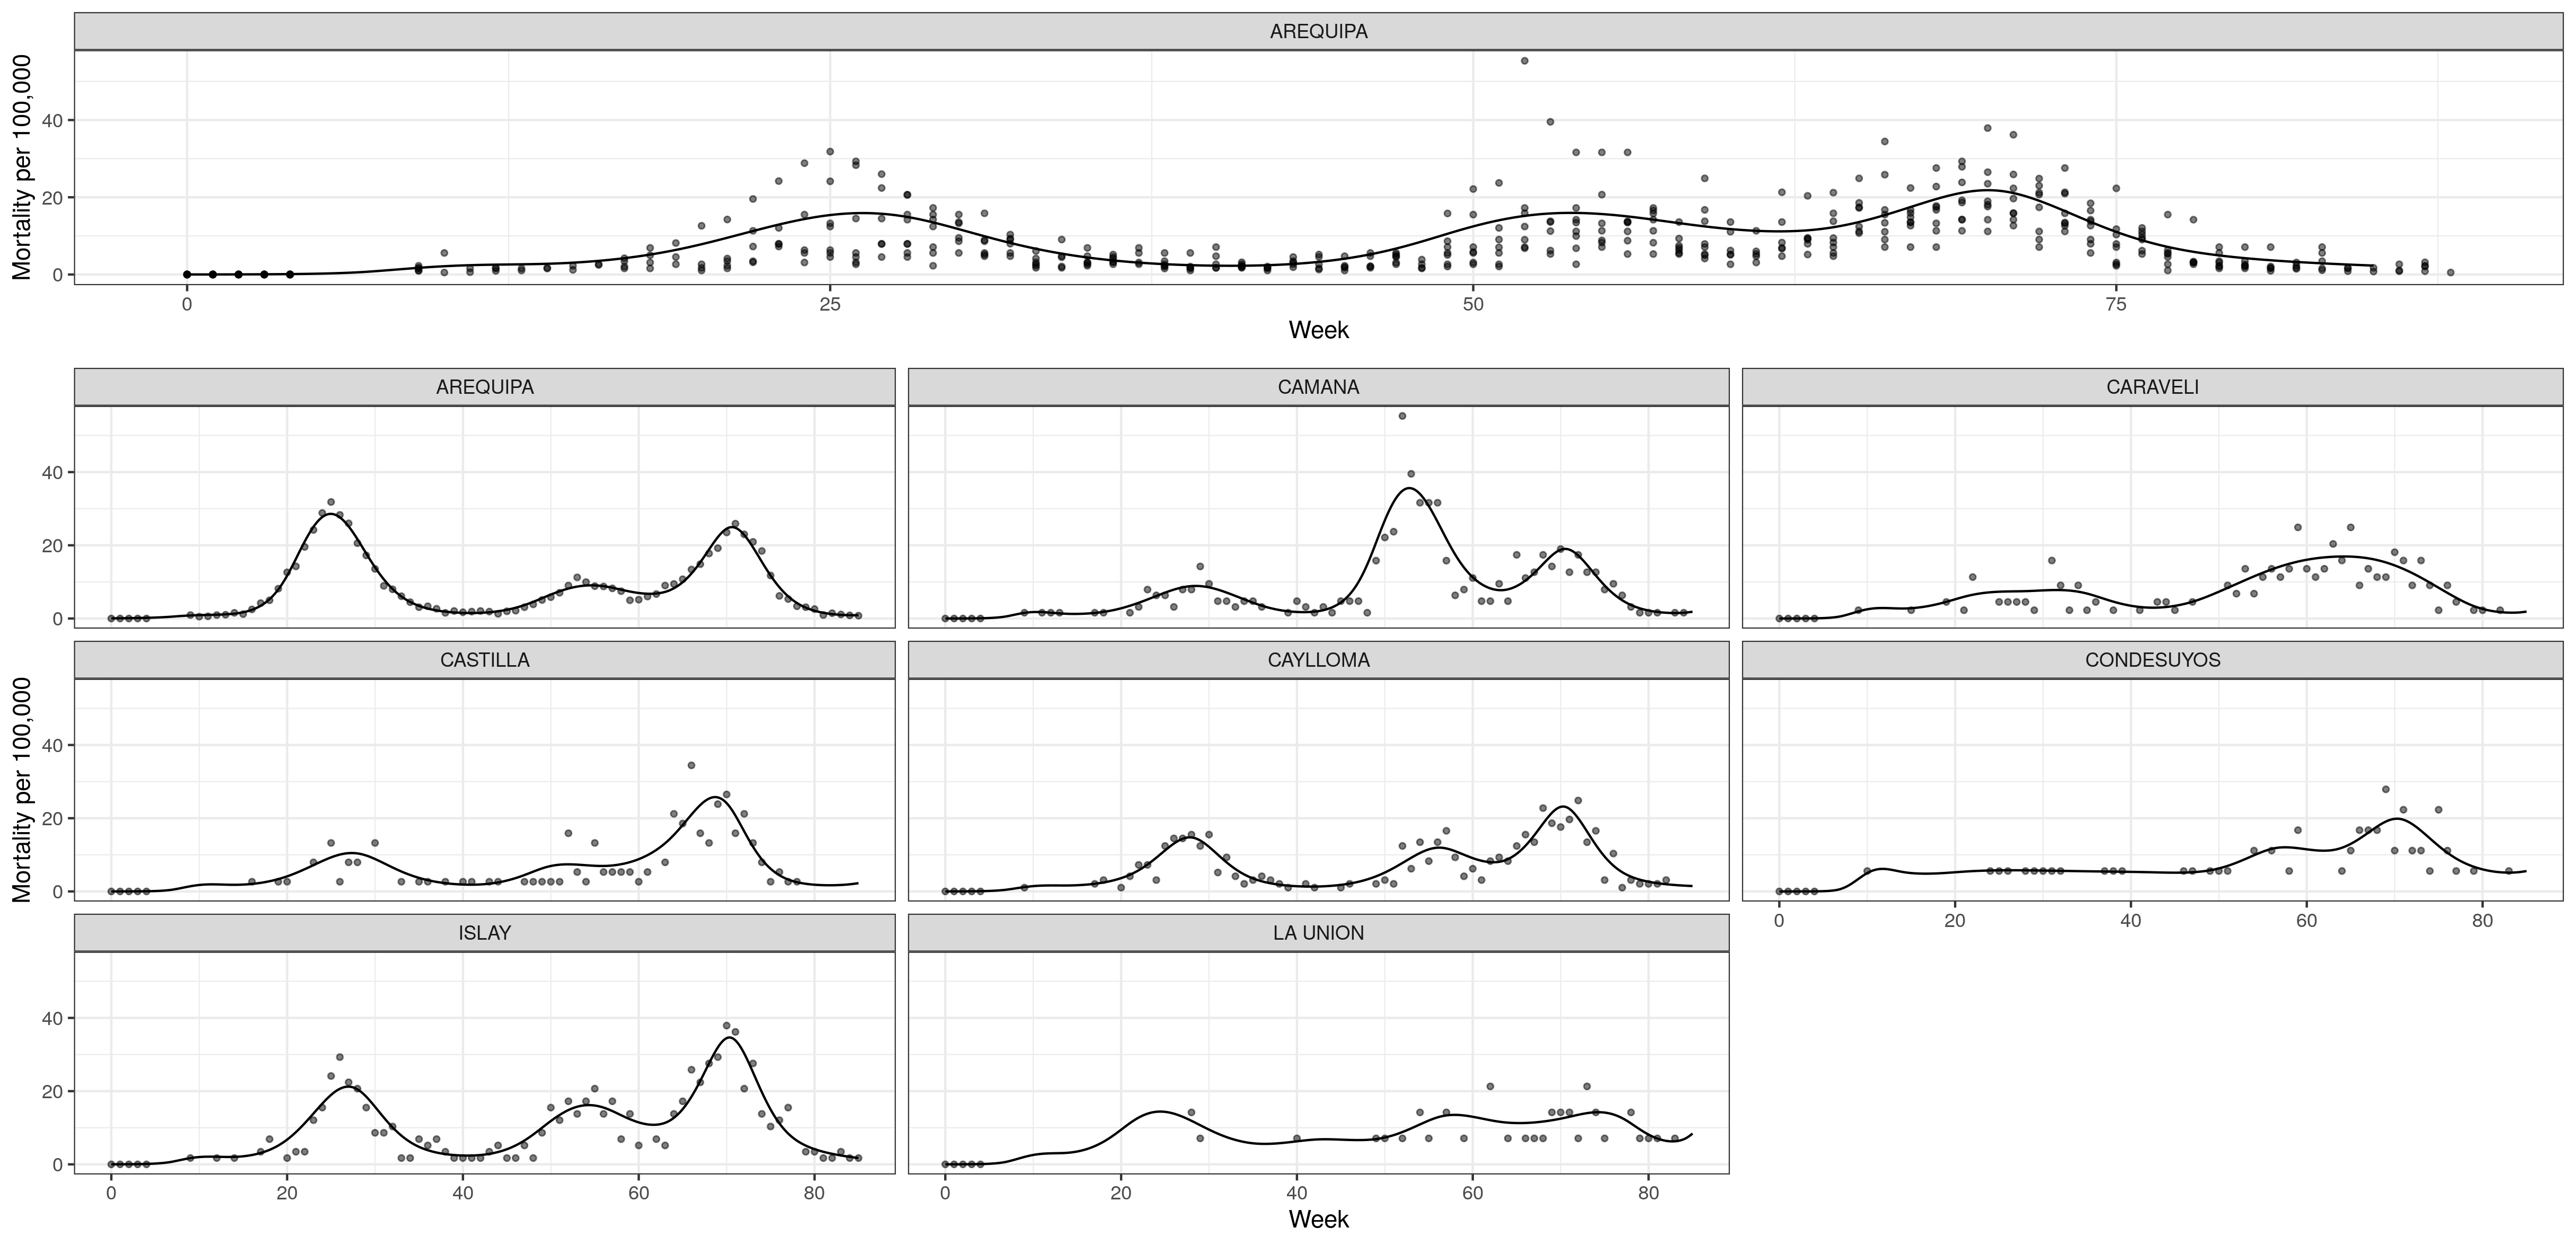 AREQUIPA
Mortality per 100,000
40
20
0
0 25 50 75
Week
AREQUIPA CAMANA CARAVELI
40
20
0
CASTILLA CAYLLOMA CONDESUYOS
Mortality per 100,000
40
20
0
0 20 40 60 80
ISLAY LA UNION
40
20
0
0 20 40 60 80 0 20 40 60 80
Week